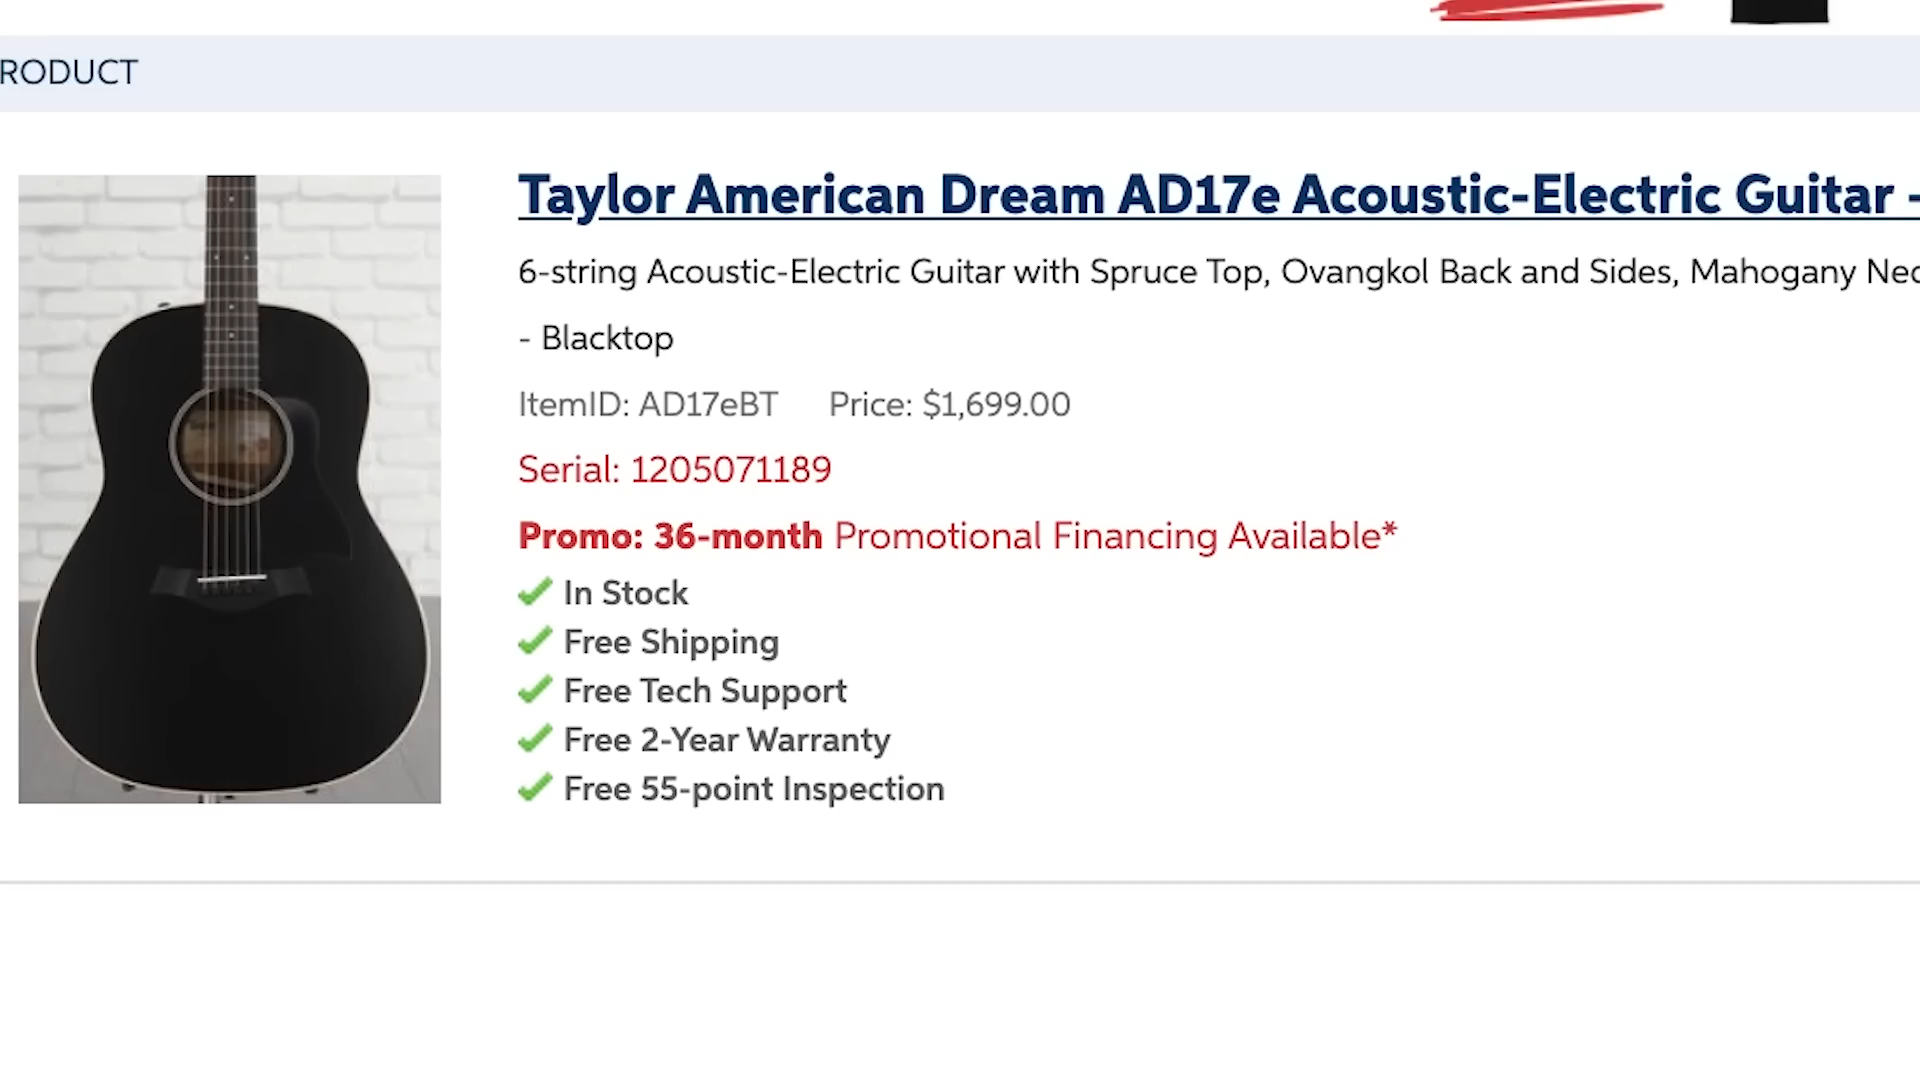 RODUCT
Taylor American Dream AD17e Acoustic-Electric Guitar -
6-string Acoustic-Electric Guitar with Spruce Top, Ovangkol Back and Sides, Mahogany Nec
- Blacktop
ItemID: AD17eBT Price: $1,699.00
Serial: 1205071189
Promo: 36-month Promotional Financing Available*
In Stock
Free Shipping
Free Tech Support
Free 2-Year Warranty
Free 55-point Inspection